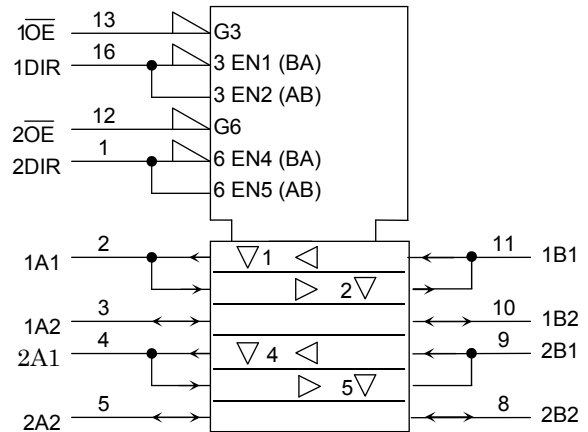 1O̅E̅ 13 G3
1DIR 16 3 EN1 (BA)
3 EN2 (AB)
2O̅E̅ 12 G6
2DIR 1 6 EN4 (BA)
6 EN5 (AB)
1A1 2 1 11 1B1
2
1A2 3 10 1B2
2A1 4 4 9 2B1
5
2A2 5 8 2B2